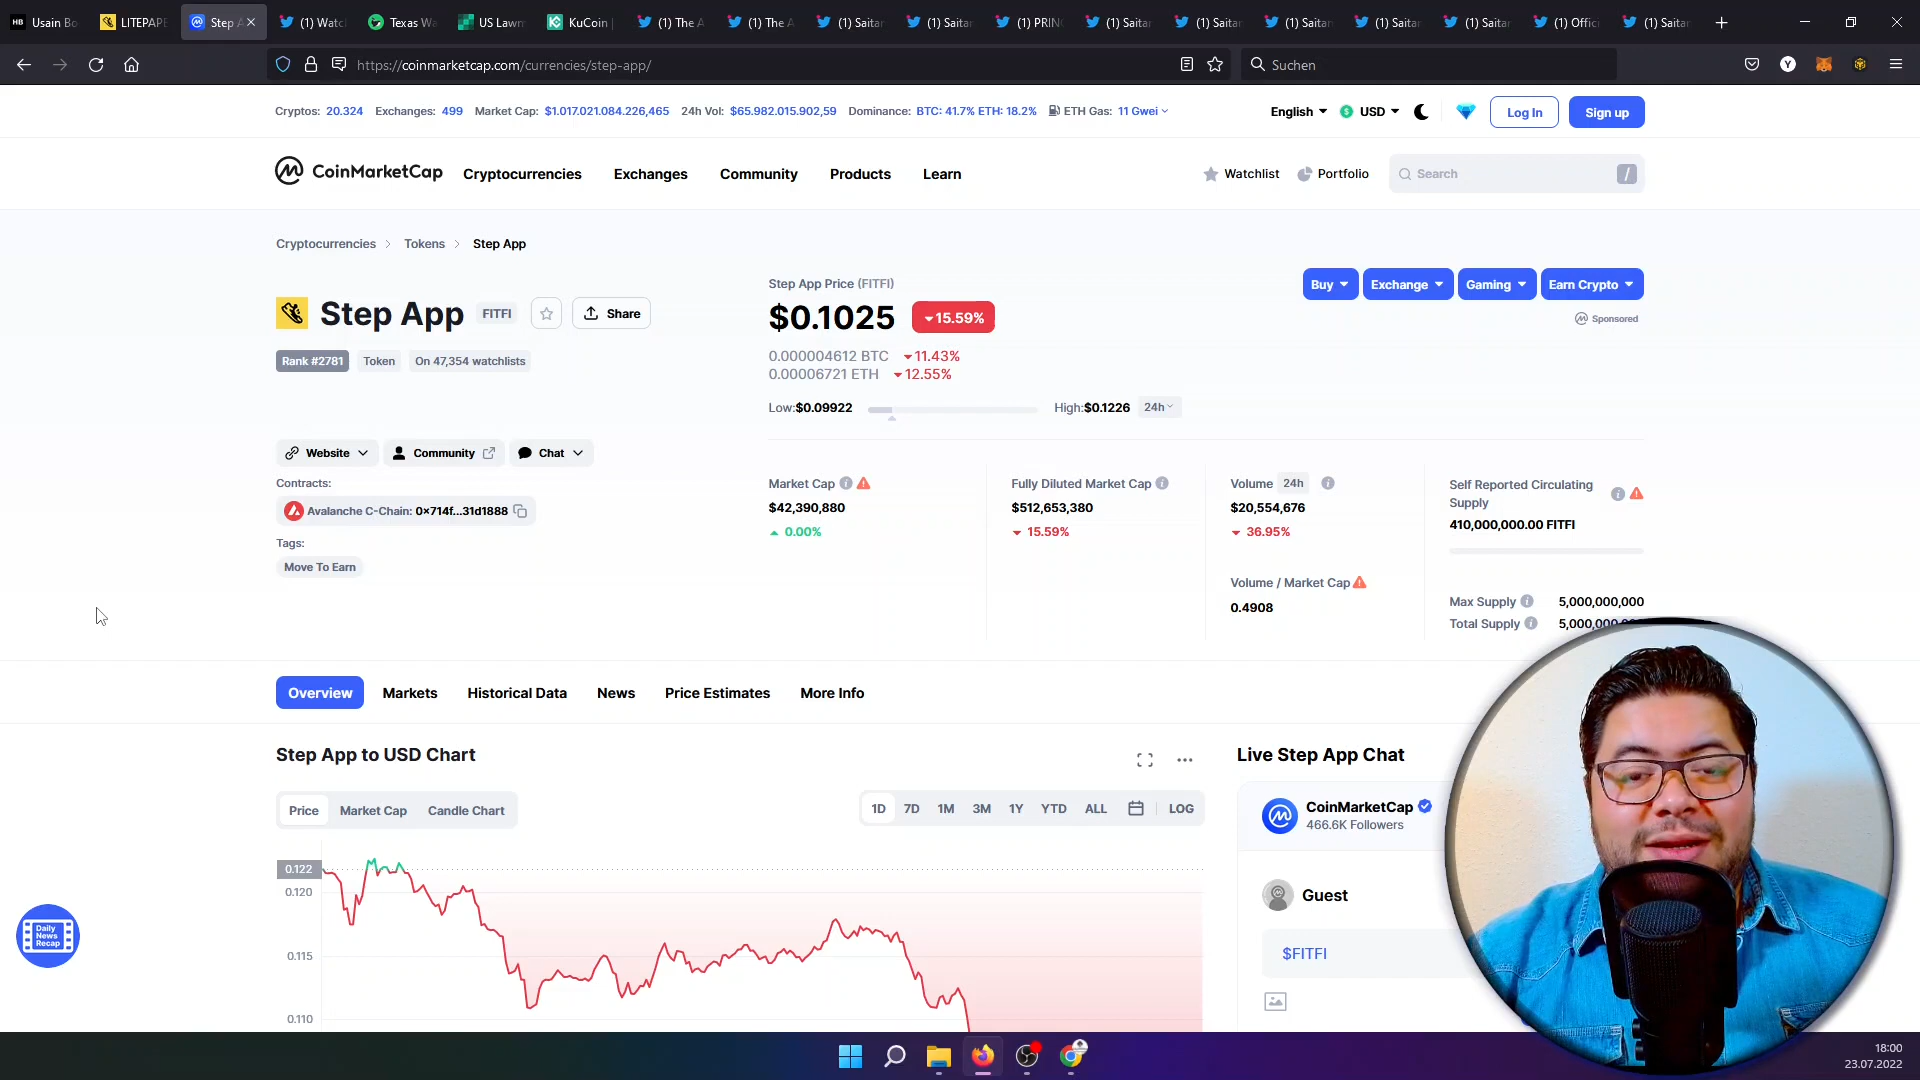 Usain Bo
LITEPAPE
Step A
(1) Watc
Texas Wa
US Lawm
KuCoin
(1) The A
(1) The A
(1) Saitar
(1) Saitar
(1) PRIN
(1) Saitar
(1) Saitar
(1) Saitar
(1) Saitar
(1) Saitar
(1) Offic
(1) Saitar
https://coinmarketcap.com/currencies/step-app/
Suchen
Y
Cryptos: 20.324 Exchanges: 499 Market Cap: $1.017.021.084.226,465 24h Vol: $65.982.015.902,59 Dominance: BTC: 41.7% ETH: 18.2% ETH Gas: 11 Gwei
English
USD
Log In
Sign up
CoinMarketCap
Cryptocurrencies
Exchanges
Community
Products
Learn
Watchlist
Portfolio
Search
/
Cryptocurrencies > Tokens > Step App
Step App
FITFI
Share
Rank #2781
Token
On 47,354 watchlists
Website
Community
Chat
Contracts:
Avalanche C-Chain: 0x714f...31d1888
Tags:
Move To Earn
Step App Price (FITFI)
$0.1025
15.59%
0.000004612 BTC 11.43%
0.00006721 ETH 12.55%
Low:$0.09922
High:$0.1226
24h
Buy
Exchange
Gaming
Earn Crypto
Sponsored
Market Cap
$42,390,880
0.00%
Fully Diluted Market Cap
$512,653,380
15.59%
Volume 24h
$20,554,676
36.95%
Volume / Market Cap
0.4908
Self Reported Circulating
Supply
410,000,000.00 FITFI
Max Supply 5,000,000,000
Total Supply
Overview
Markets
Historical Data
News
Price Estimates
More Info
Step App to USD Chart
Price
Market Cap
Candle Chart
1D
7D
1M
3M
1Y
YTD
ALL
LOG
0.122
0.120
0.115
0.110
Live Step App Chat
CoinMarketCap
466.6K Followers
Guest
$FITFI
Daily
News
Recap
18:00
23.07.2022